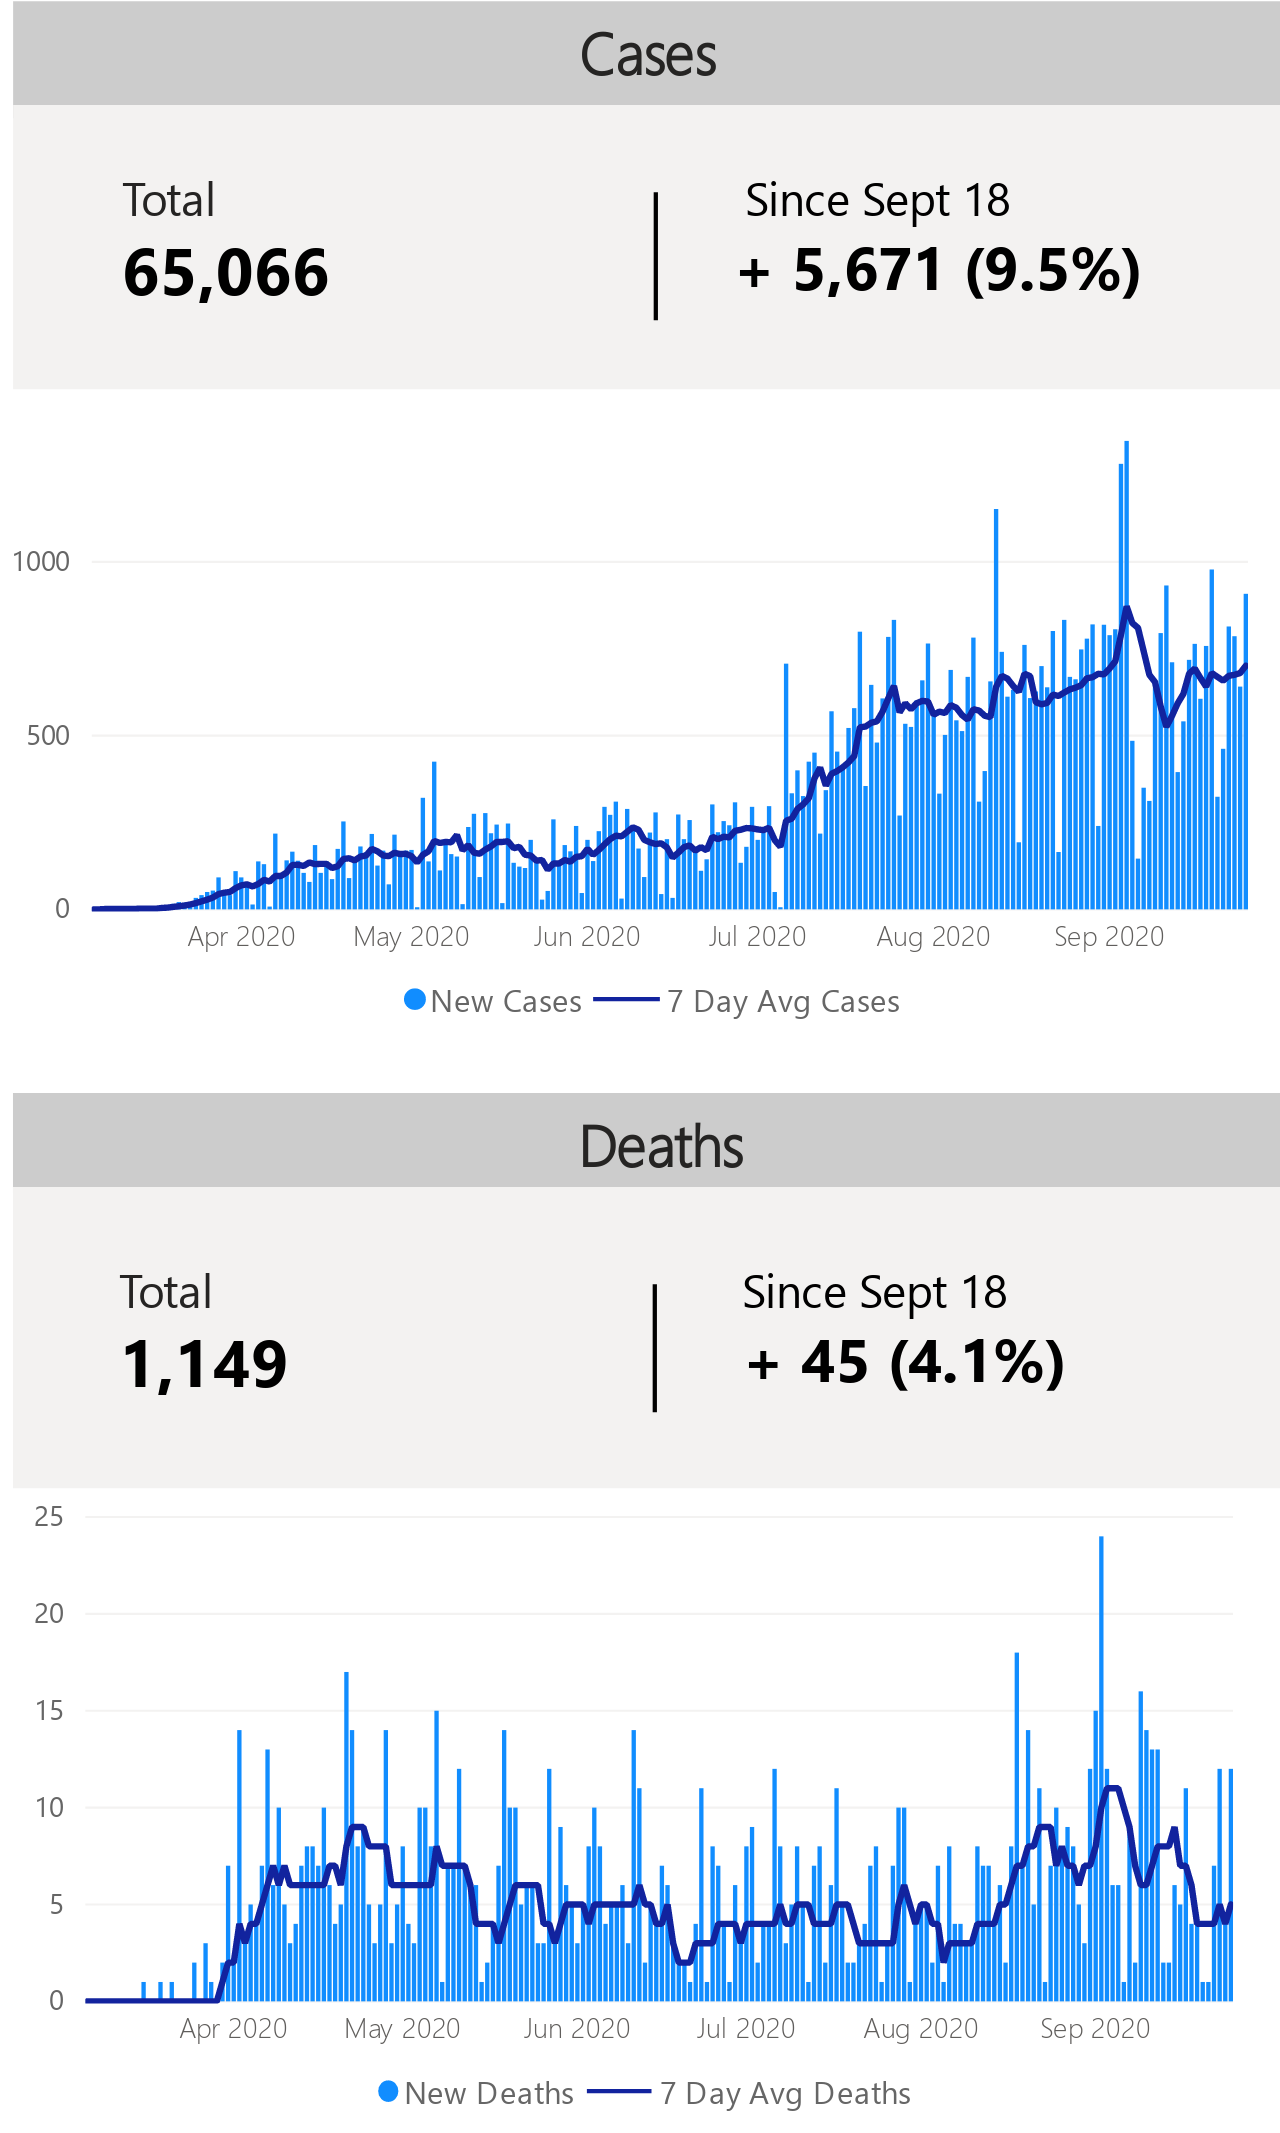 Cases
Total
Since Sept 18
65,066
+ 5,671 (9.5%)
1000
500
0
Apr 2020
May 2020
Jun 2020
Jul 2020
Aug 2020
Sep 2020
New Cases
7 Day Avg Cases
Deaths
Total
Since Sept 18
1,149
+ 45 (4.1%)
25
20
15
10
5
0
Apr 2020
May 2020
Jun 2020
Jul 2020
Aug 2020
Sep 2020
New Deaths
7 Day Avg Deaths